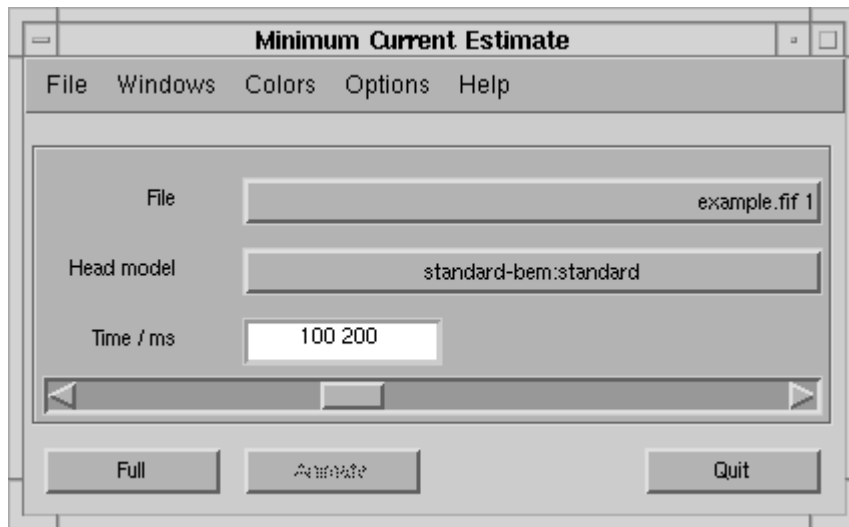 Minimum Current Estimate
File Windows Colors Options Help
File example.fif 1
Head model standard-bem:standard
Time / ms 100 200
Full Animate Quit